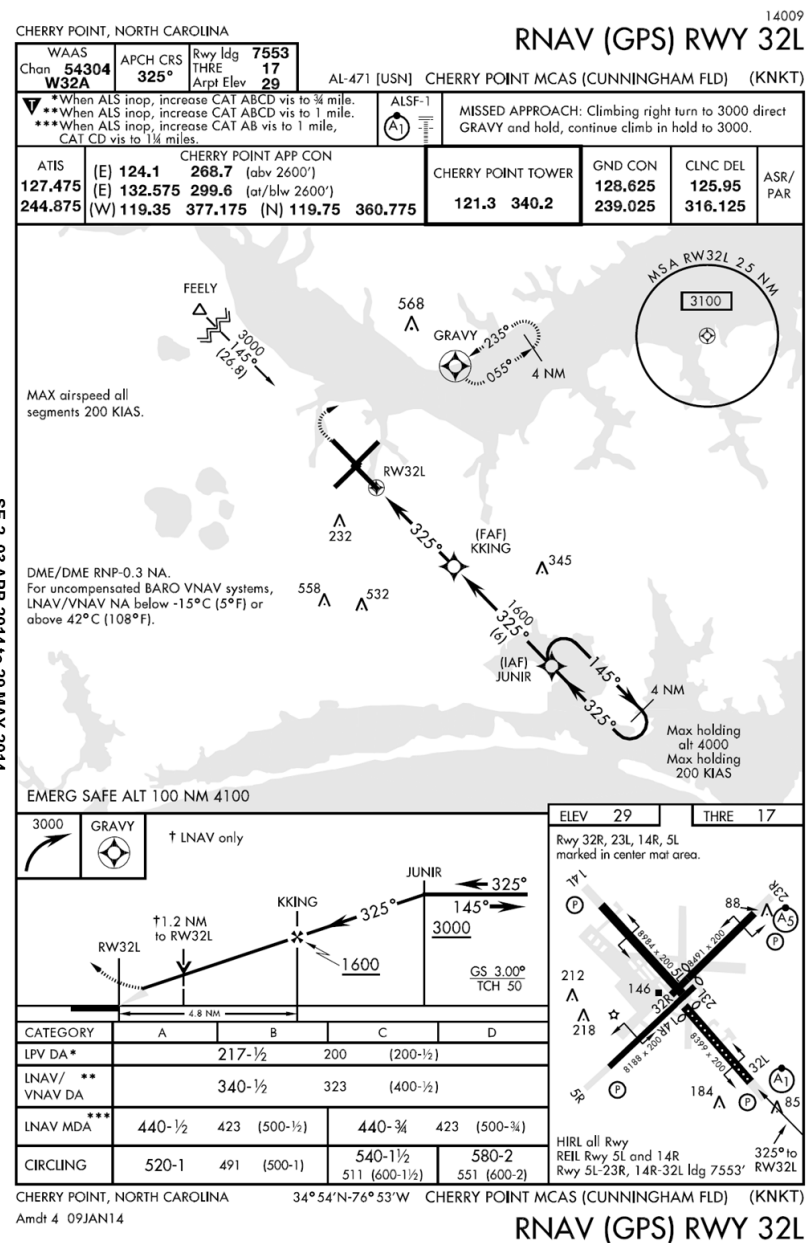 14009
CHERRY POINT, NORTH CAROLINA
RNAV (GPS) RWY 32L
WAAS
Chan 54304
W32A
APCH CRS
325°
Rwy ldg 7553
THRE 17
Arpt Elev 29
AL-471 [USN] CHERRY POINT MCAS (CUNNINGHAM FLD) (KNKT)
T
*When ALS inop, increase CAT ABCD vis to ¾ mile.
**When ALS inop, increase CAT ABCD vis to 1 mile.
***When ALS inop, increase CAT AB vis to 1 mile,
CAT CD vis to 1¼ miles.
ALSF-1
A1
MISSED APPROACH: Climbing right turn to 3000 direct
GRAVY and hold, continue climb in hold to 3000.
ATIS
127.475
244.875
CHERRY POINT APP CON
(E) 124.1 268.7 (abv 2600')
(E) 132.575 299.6 (at/blw 2600')
(W) 119.35 377.175 (N) 119.75 360.775
CHERRY POINT TOWER
121.3 340.2
GND CON
128.625
239.025
CLNC DEL
125.95
316.125
ASR/
PAR
MSA RW32L 25 NM
3100
FEELY
3000
145°
(26.8)
568
GRAVY
235°
055°
4 NM
MAX airspeed all
segments 200 KIAS.
RW32L
232
325°
(FAF)
KKING
345
DME/DME RNP-0.3 NA.
For uncompensated BARO VNAV systems,
LNAV/VNAV NA below -15°C (5°F) or
above 42°C (108°F).
558
532
1600
325°
(6)
(IAF)
JUNIR
145°
325°
4 NM
Max holding
alt 4000
Max holding
200 KIAS
EMERG SAFE ALT 100 NM 4100
3000
GRAVY
† LNAV only
JUNIR
325°
145°
3000
KKING
325°
1600
†1.2 NM
to RW32L
RW32L
GS 3.00°
TCH 50
4.8 NM
ELEV 29
THRE 17
Rwy 32R, 23L, 14R, 5L
marked in center mat area.
14L
23R
P
88
A5
P
8984 x 200
8491 x 200
5L
212
146
32R
23L
218
14R
8188 x 200
8399 x 200
32L
5R
P
184
P
A1
85
HIRL all Rwy
REIL Rwy 5L and 14R
Rwy 5L-23R, 14R-32L ldg 7553'
325° to
RW32L
CATEGORY A B C D
LPV DA* 217-½ 200 (200-½)
LNAV/ **
VNAV DA 340-½ 323 (400-½)
LNAV MDA*** 440-½ 423 (500-½) 440-¾ 423 (500-¾)
CIRCLING 520-1 491 (500-1) 540-1½ 511 (600-1½) 580-2 551 (600-2)
CHERRY POINT, NORTH CAROLINA
34°54'N-76°53'W CHERRY POINT MCAS (CUNNINGHAM FLD) (KNKT)
Amdt 4 09JAN14
RNAV (GPS) RWY 32L